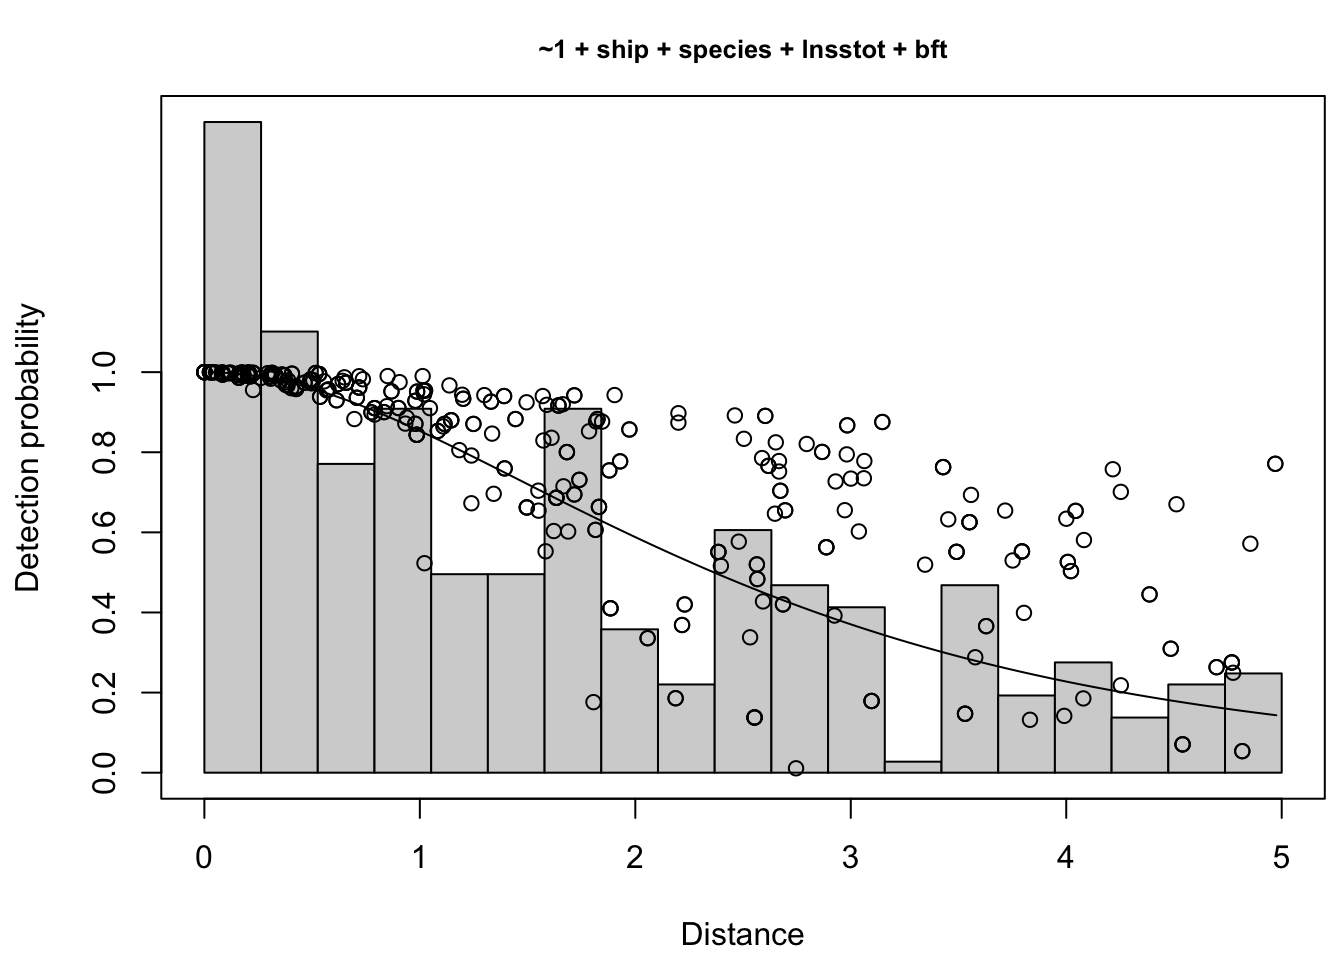 ~1 + ship + species + lnsstot + bft
Detection probability
1.0
0.8
0.6
0.4
0.2
0.0
0 1 2 3 4 5
Distance